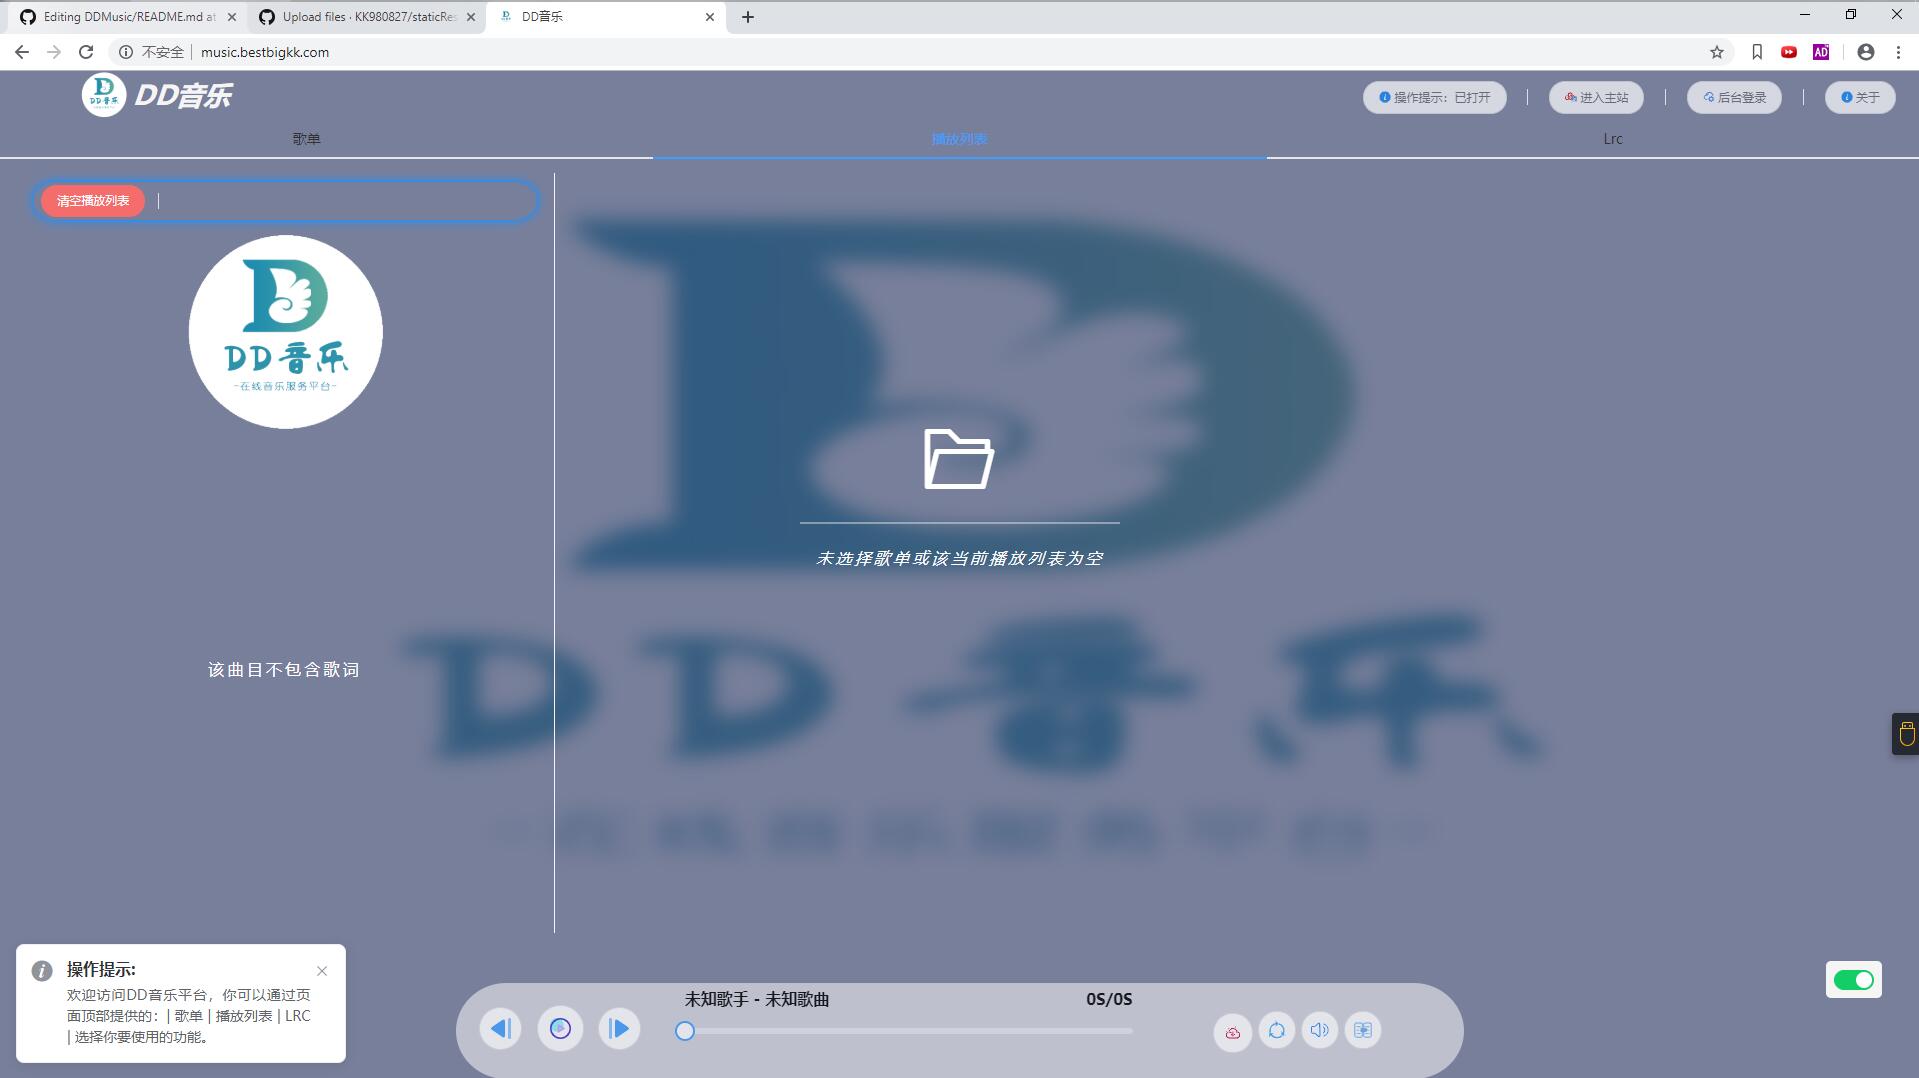 Editing DDMusic/README.md at
Upload files · KK980827/staticRes
DD音乐
不安全
music.bestbigkk.com
AD
DD音乐
DD音乐
操作提示：已打开
进入主站
后台登录
关于
歌单
播放列表
Lrc
清空播放列表
DD音乐
-在线音乐服务平台-
未选择歌单或该当前播放列表为空
该曲目不包含歌词
DD音乐
-在线音乐服务平台-
操作提示:
欢迎访问DD音乐平台，你可以通过页
面顶部提供的：| 歌单 | 播放列表 | LRC
| 选择你要使用的功能。
未知歌手 - 未知歌曲
0S/0S